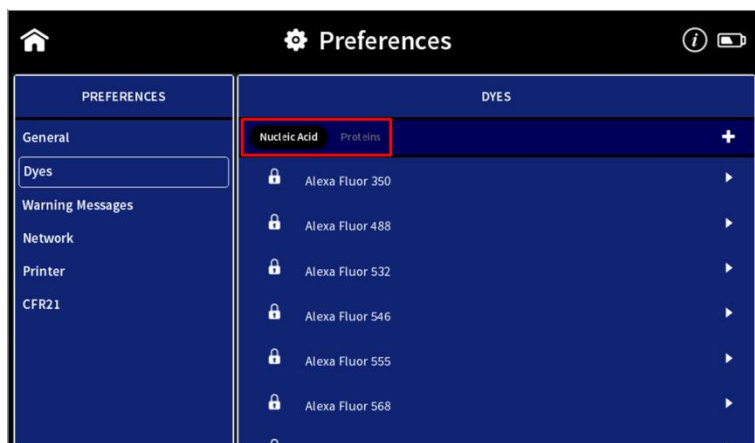 Preferences
i
PREFERENCES
General
Dyes
Warning Messages
Network
Printer
CFR21
DYES
Nucleic Acid Proteins
Alexa Fluor 350
Alexa Fluor 488
Alexa Fluor 532
Alexa Fluor 546
Alexa Fluor 555
Alexa Fluor 568